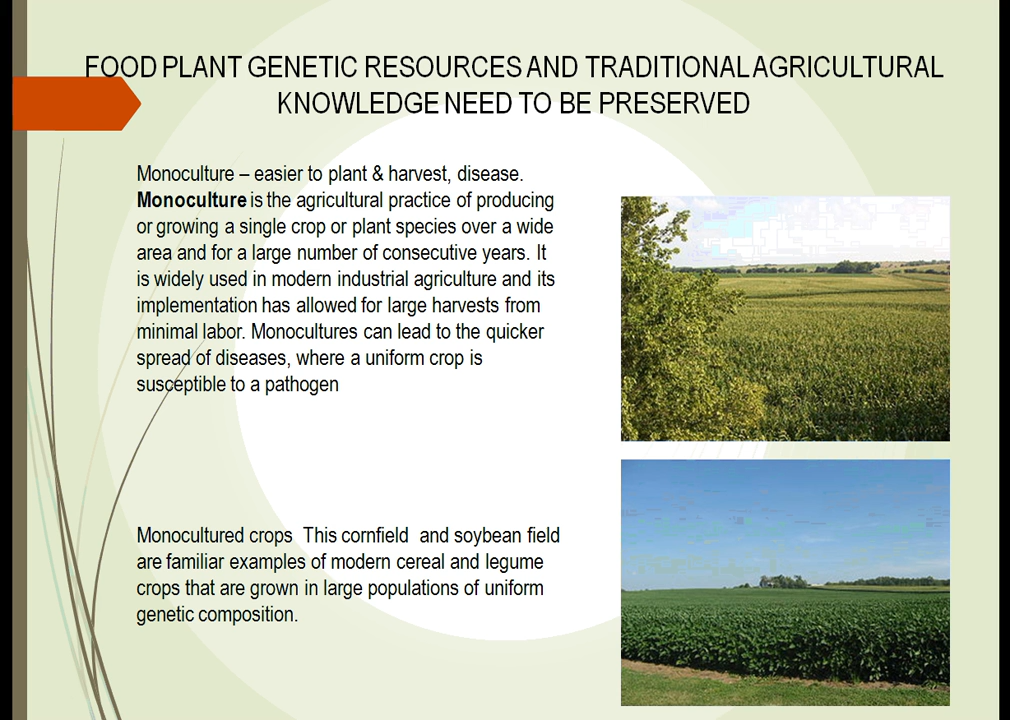 FOOD PLANT GENETIC RESOURCES AND TRADITIONAL AGRICULTURAL
KNOWLEDGE NEED TO BE PRESERVED
Monoculture – easier to plant & harvest, disease.
Monoculture is the agricultural practice of producing
or growing a single crop or plant species over a wide
area and for a large number of consecutive years. It
is widely used in modern industrial agriculture and its
implementation has allowed for large harvests from
minimal labor. Monocultures can lead to the quicker
spread of diseases, where a uniform crop is
susceptible to a pathogen
Monocultured crops This cornfield and soybean field
are familiar examples of modern cereal and legume
crops that are grown in large populations of uniform
genetic composition.